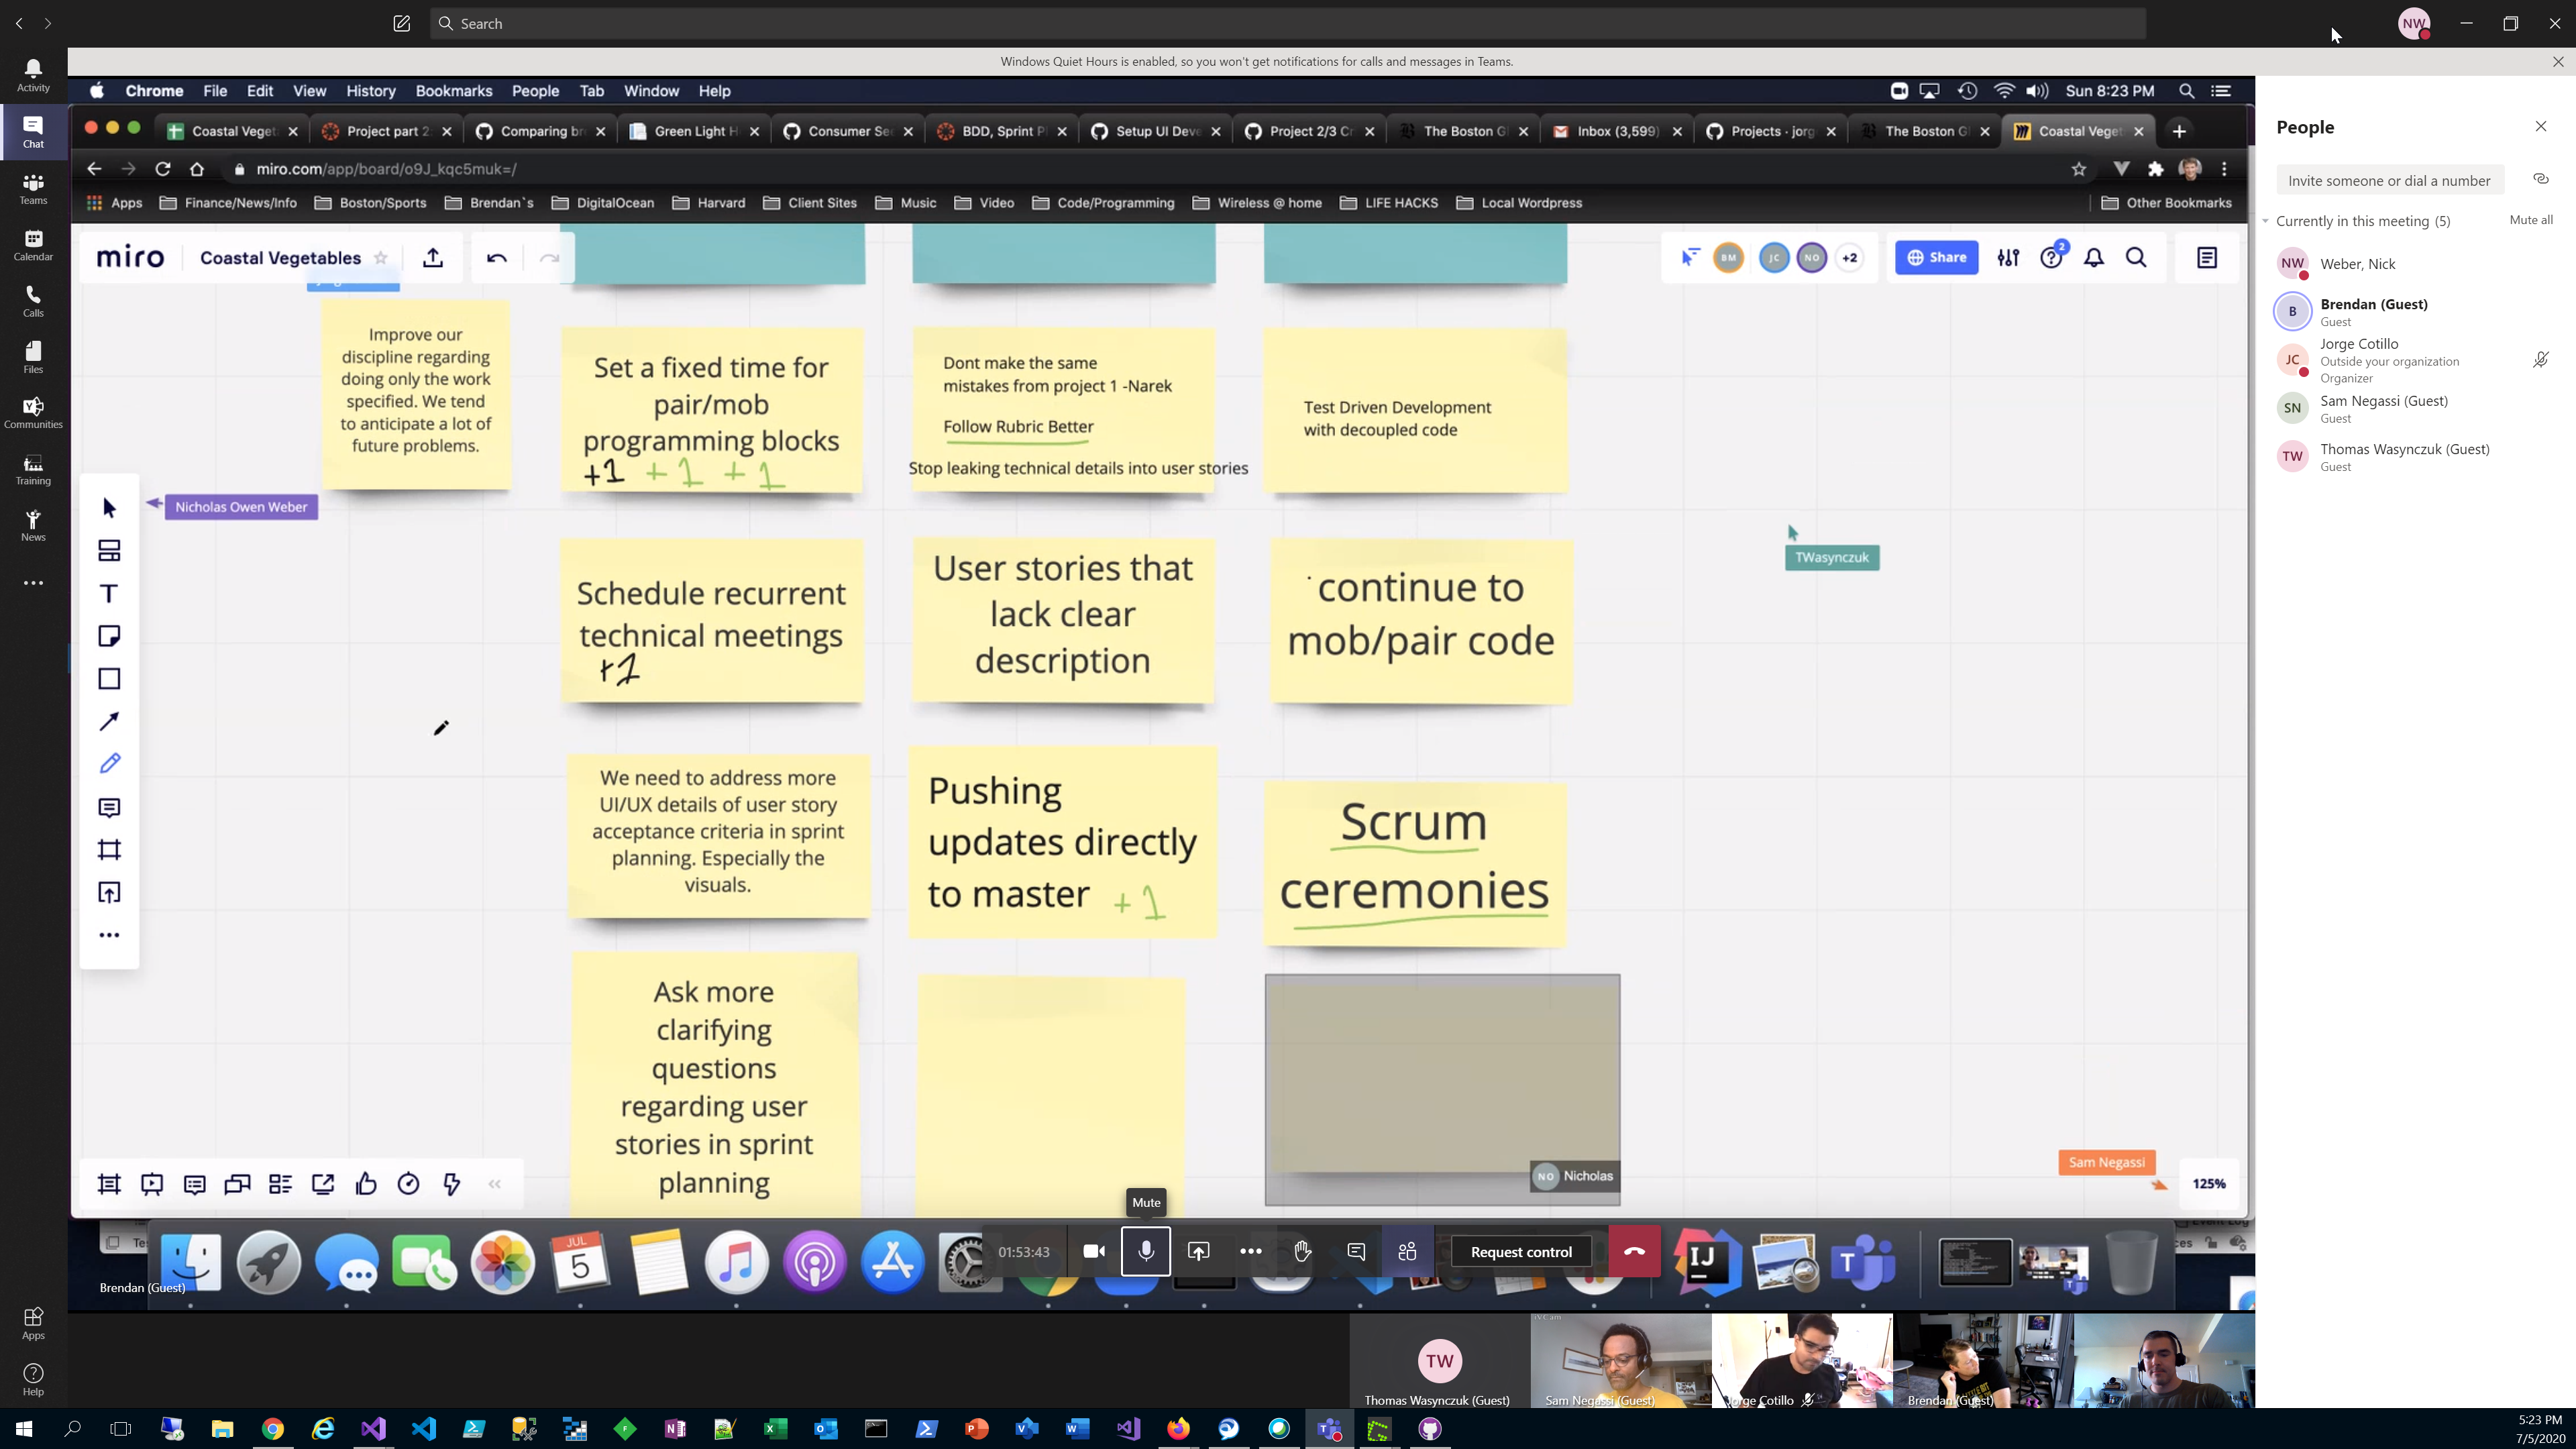 Search
NW
Windows Quiet Hours is enabled, so you won't get notifications for calls and messages in Teams.
Activity
Chat
Teams
Calendar
Calls
Files
Communities
Training
News
Apps
Help
Chrome File Edit View History Bookmarks People Tab Window Help
Sun 8:23 PM
Coastal Veget
Project part 2
Comparing br
Green Light H
Consumer Se
BDD, Sprint P
Setup UI Deve
Project 2/3 Cr
The Boston Gl
Inbox (3,599)
Projects · jorg
The Boston Gl
Coastal Veget
miro.com/app/board/o9J_kqc5muk=/
Apps Finance/News/Info Boston/Sports Brendan`s DigitalOcean Harvard Client Sites Music Video Code/Programming Wireless @ home LIFE HACKS Local Wordpress Other Bookmarks
miro Coastal Vegetables
BM JC NO +2 Share 2
Improve our
discipline regarding
doing only the work
specified. We tend
to anticipate a lot of
future problems.
Nicholas Owen Weber
Set a fixed time for
pair/mob
programming blocks
+1 +1 +1
Dont make the same
mistakes from project 1 -Narek
Follow Rubric Better
Stop leaking technical details into user stories
Test Driven Development
with decoupled code
TWasynczuk
Schedule recurrent
technical meetings
+1
User stories that
lack clear
description
continue to
mob/pair code
We need to address more
UI/UX details of user story
acceptance criteria in sprint
planning. Especially the
visuals.
Pushing
updates directly
to master +1
Scrum
ceremonies
Ask more
clarifying
questions
regarding user
stories in sprint
planning
NO Nicholas
Sam Negassi
125%
Mute
01:53:43
Request control
JUL
5
Brendan (Guest)
People
Invite someone or dial a number
Currently in this meeting (5) Mute all
NW Weber, Nick
B Brendan (Guest)
Guest
JC Jorge Cotillo
Outside your organization
Organizer
SN Sam Negassi (Guest)
Guest
TW Thomas Wasynczuk (Guest)
Guest
TW
Thomas Wasynczuk (Guest)
iVCam
Sam Negassi (Guest)
Jorge Cotillo
Brendan (Guest)
5:23 PM
7/5/2020